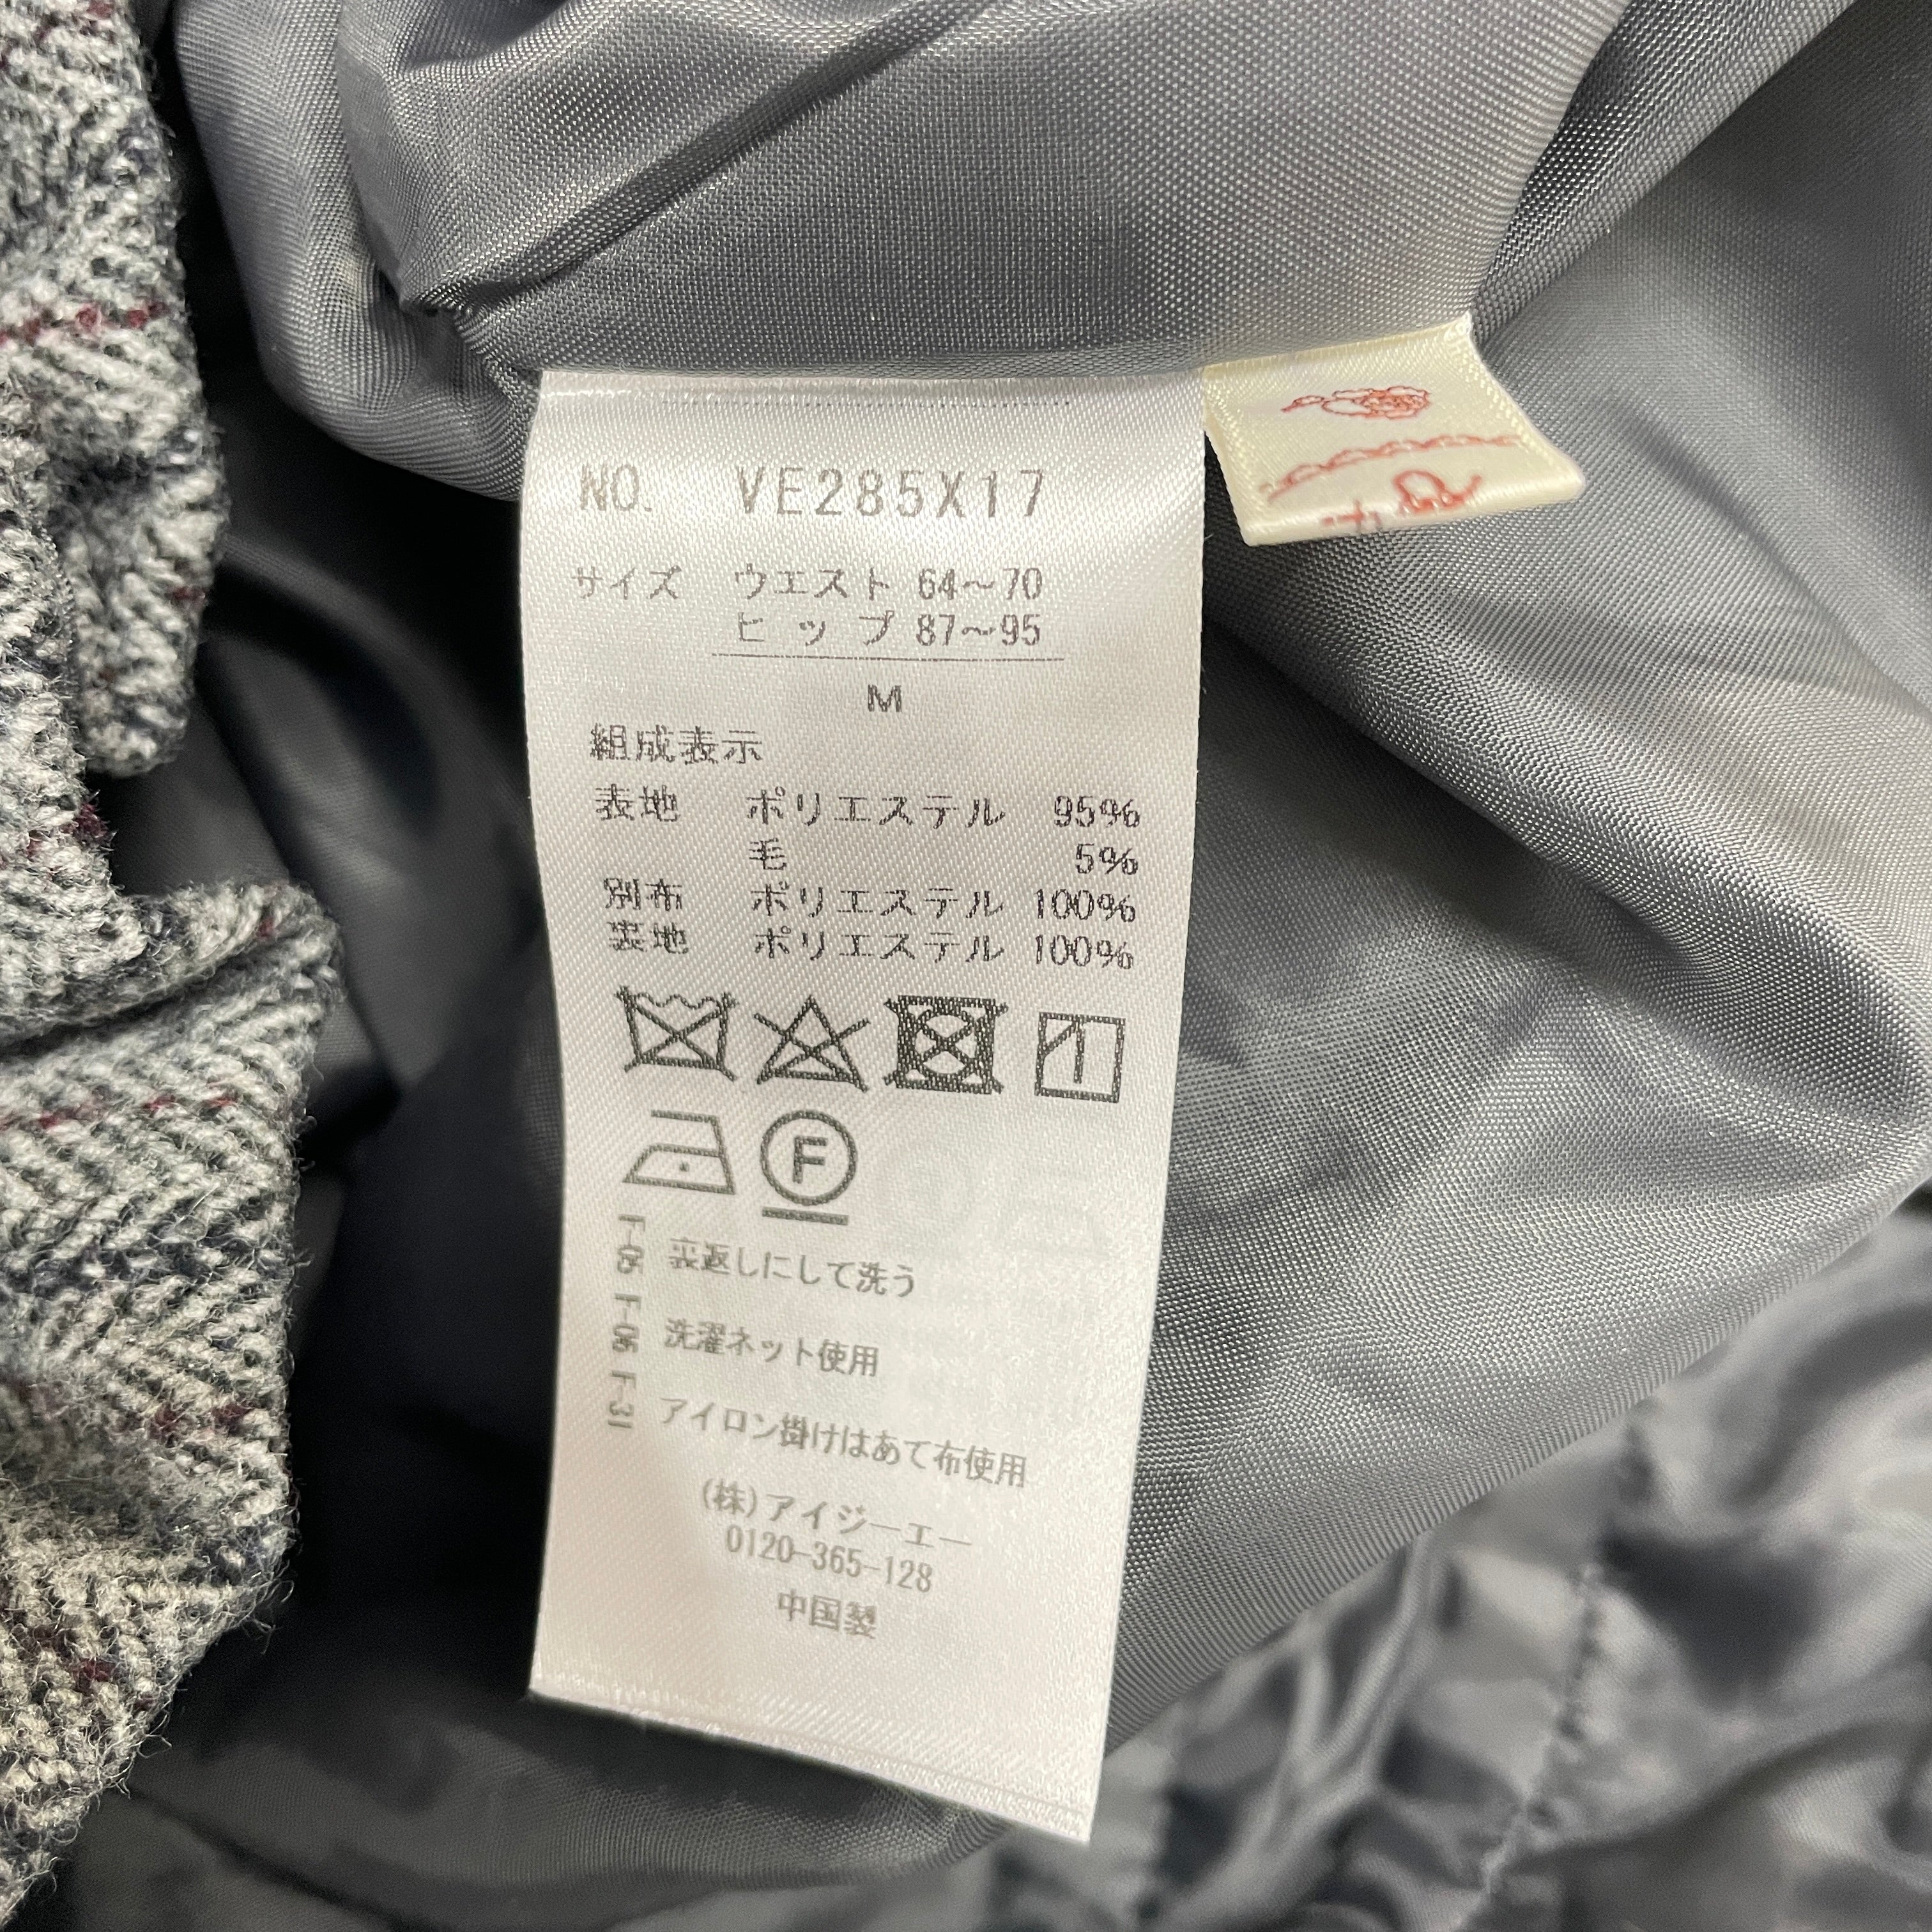 NO. VE285X17
サイズ ウエスト 64～70
ヒップ 87～95
M
組成表示
表地 ポリエステル 95%
毛 5%
別布 ポリエステル 100%
裏地 ポリエステル 100%
F
F-05 裏返しにして洗う
F-06 洗濯ネット使用
F-31 アイロン掛けはあて布使用
(株)アイジーエー
0120-365-128
中国製